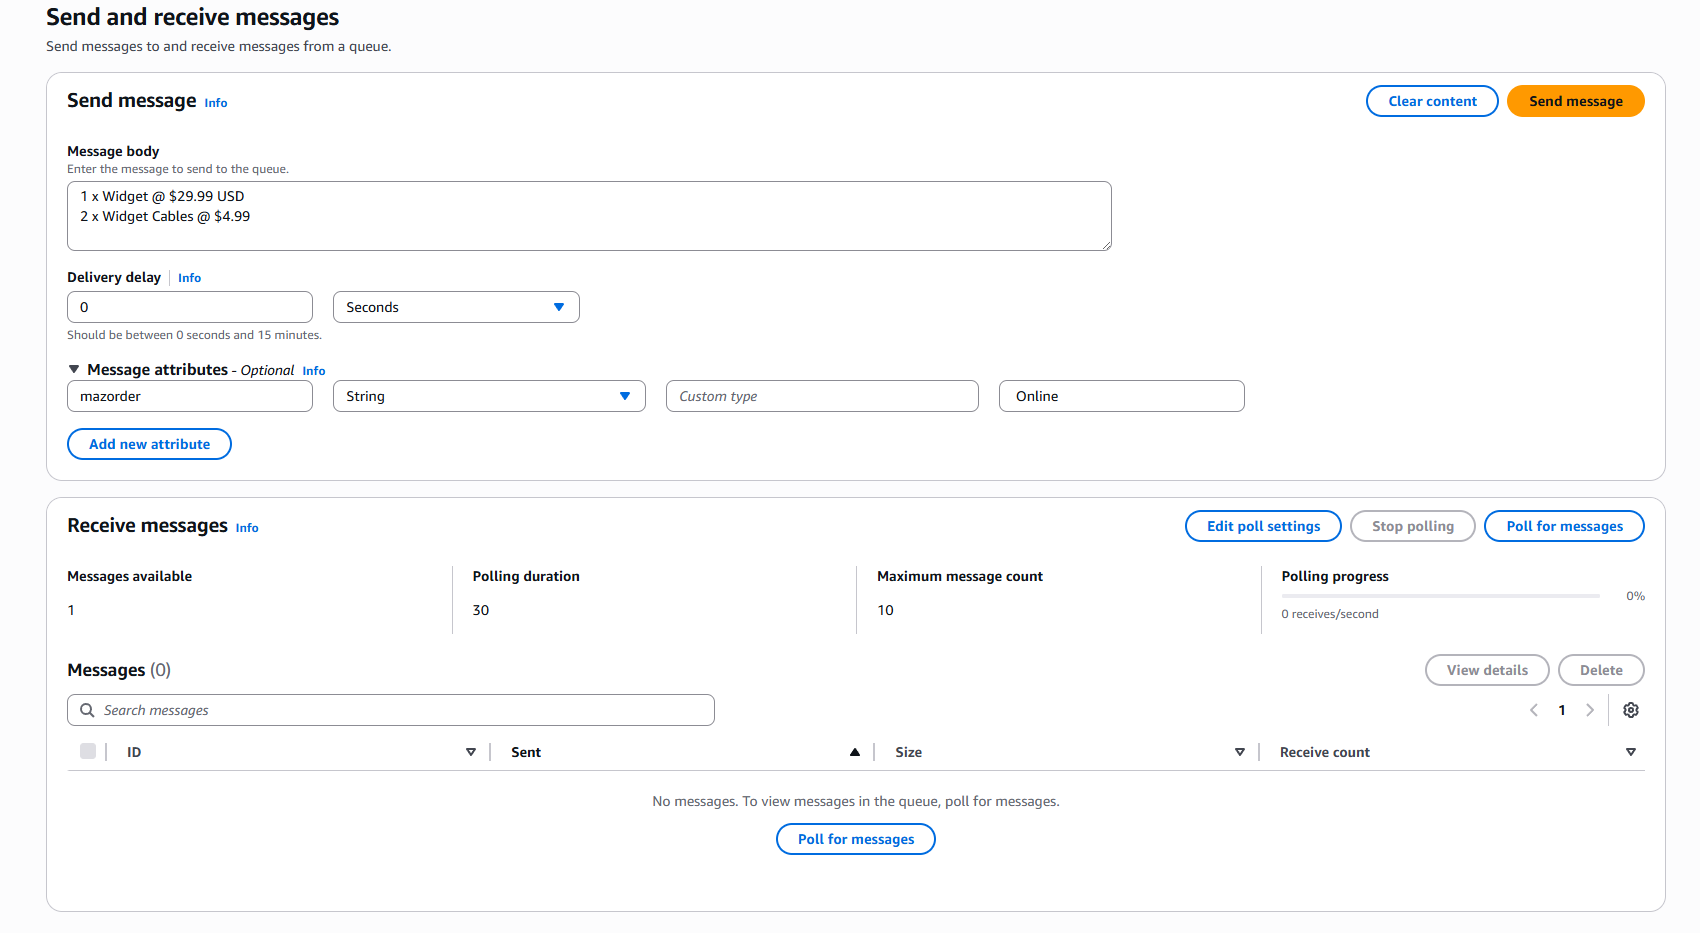 Send and receive messages
Send messages to and receive messages from a queue.
Send message Info
Clear content
Send message
Message body
Enter the message to send to the queue.
1 x Widget @ $29.99 USD
2 x Widget Cables @ $4.99
Delivery delay Info
0
Seconds
Should be between 0 seconds and 15 minutes.
Message attributes - Optional Info
mazorder
String
Custom type
Online
Add new attribute
Receive messages Info
Edit poll settings
Stop polling
Poll for messages
Messages available
1
Polling duration
30
Maximum message count
10
Polling progress
0%
0 receives/second
Messages (0)
View details
Delete
Search messages
1
ID
Sent
Size
Receive count
No messages. To view messages in the queue, poll for messages.
Poll for messages